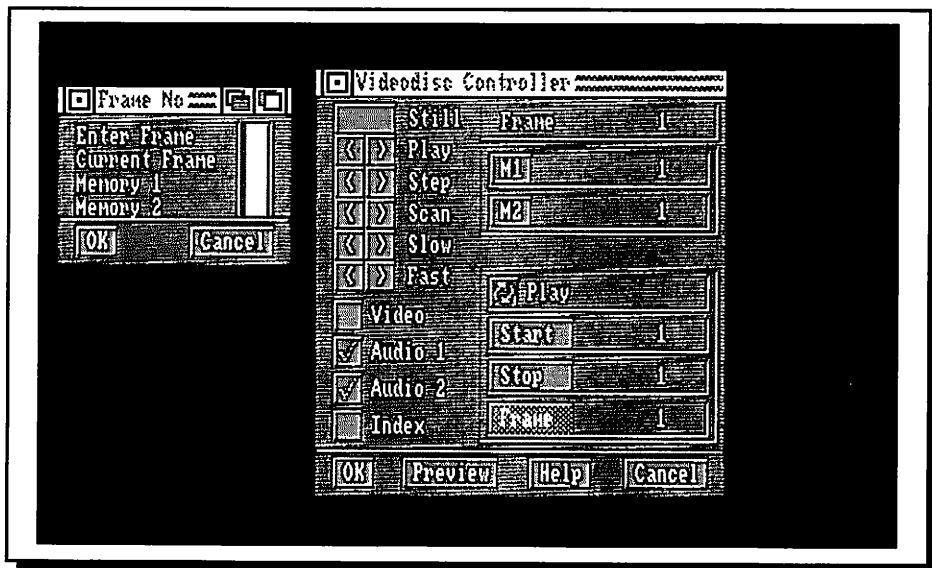 Frame No
Enter Frame
Current Frame
Memory 1
Memory 2
OK Cancel
Videodisc Controller
Still
Play
Step
Scan
Slow
Fast
Video
Audio 1
Audio 2
Index
Frame 1
M1 1
M2 1
Play
Start 1
Stop 1
Frame 1
OK Preview Help Cancel